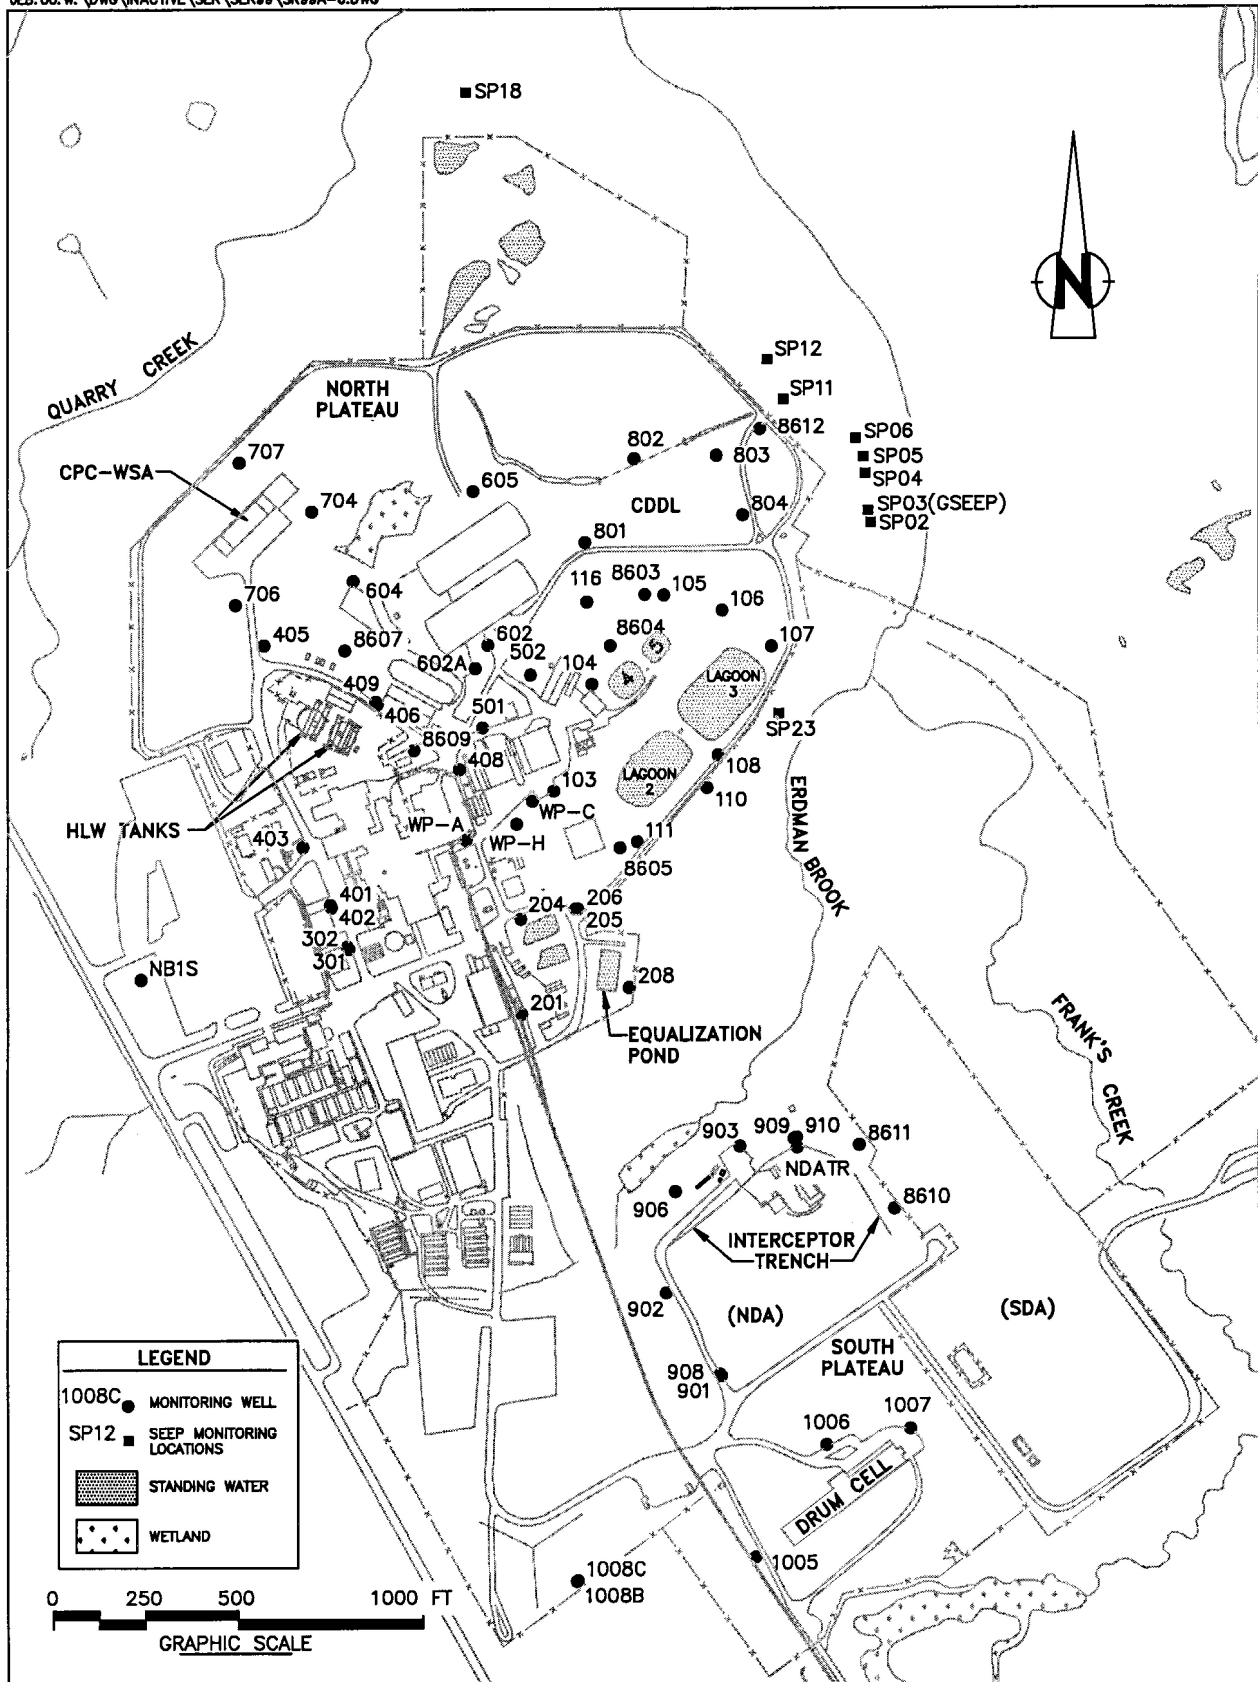 SP18
N
QUARRY CREEK
NORTH
PLATEAU
SP12
SP11
8612
SP06
SP05
SP04
SP03(GSEEP)
SP02
707
CPC-WSA
704
605
802
803
CDDL
804
801
706
604
116
8603
105
106
405
8607
602
602A
502
104
8604
5
4
107
LAGOON
3
409
406
501
SP23
8609
408
103
LAGOON
2
108
110
ERDMAN BROOK
HLW TANKS
WP-A
WP-C
WP-H
403
111
8605
401
402
204
206
205
302
301
NB1S
208
201
EQUALIZATION
POND
FRANK'S CREEK
903
909
910
8611
NDATR
906
8610
INTERCEPTOR
TRENCH
902
(NDA)
(SDA)
SOUTH
PLATEAU
908
901
1006
1007
DRUM CELL
1005
1008C
1008B
LEGEND
1008C MONITORING WELL
SP12 SEEP MONITORING
LOCATIONS
STANDING WATER
WETLAND
0 250 500 1000 FT
GRAPHIC SCALE